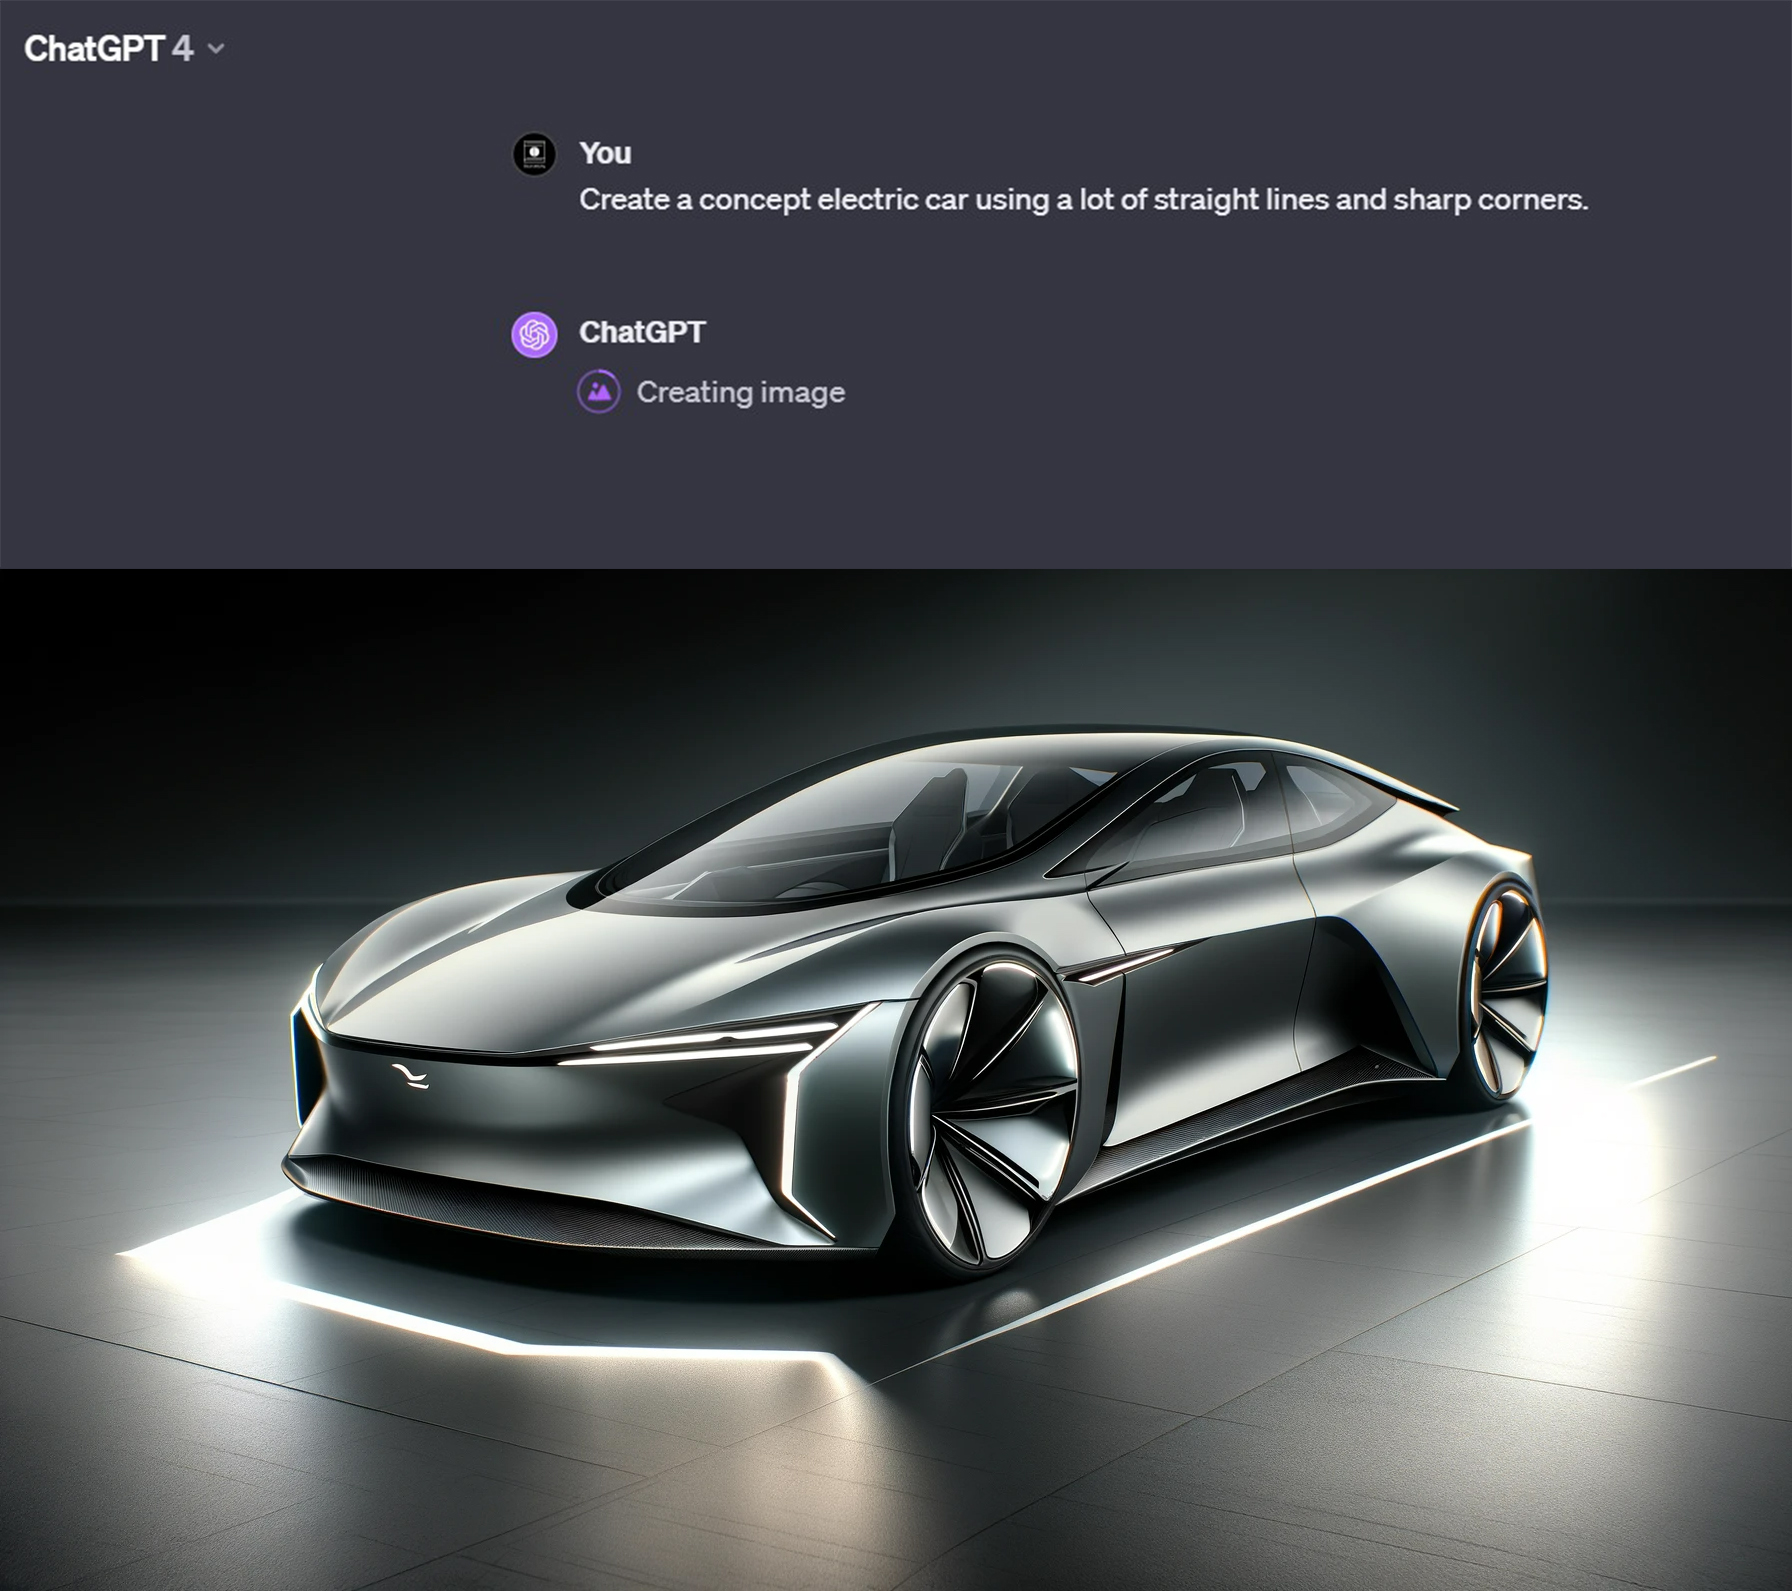 ChatGPT 4
You
Create a concept electric car using a lot of straight lines and sharp corners.
ChatGPT
Creating image